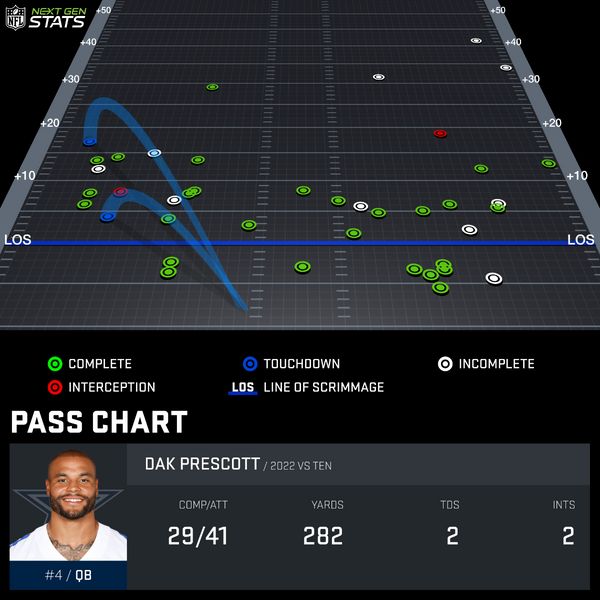 NFL
NEXT GEN
STATS
+50
+50
+40
+40
+30
+30
+20
+20
+10
+10
LOS
LOS
COMPLETE
TOUCHDOWN
INCOMPLETE
INTERCEPTION
LOS
LINE OF SCRIMMAGE
PASS CHART
DAK PRESCOTT / 2022 VS TEN
COMP/ATT
YARDS
TDS
INTS
29/41
282
2
2
#4 / QB